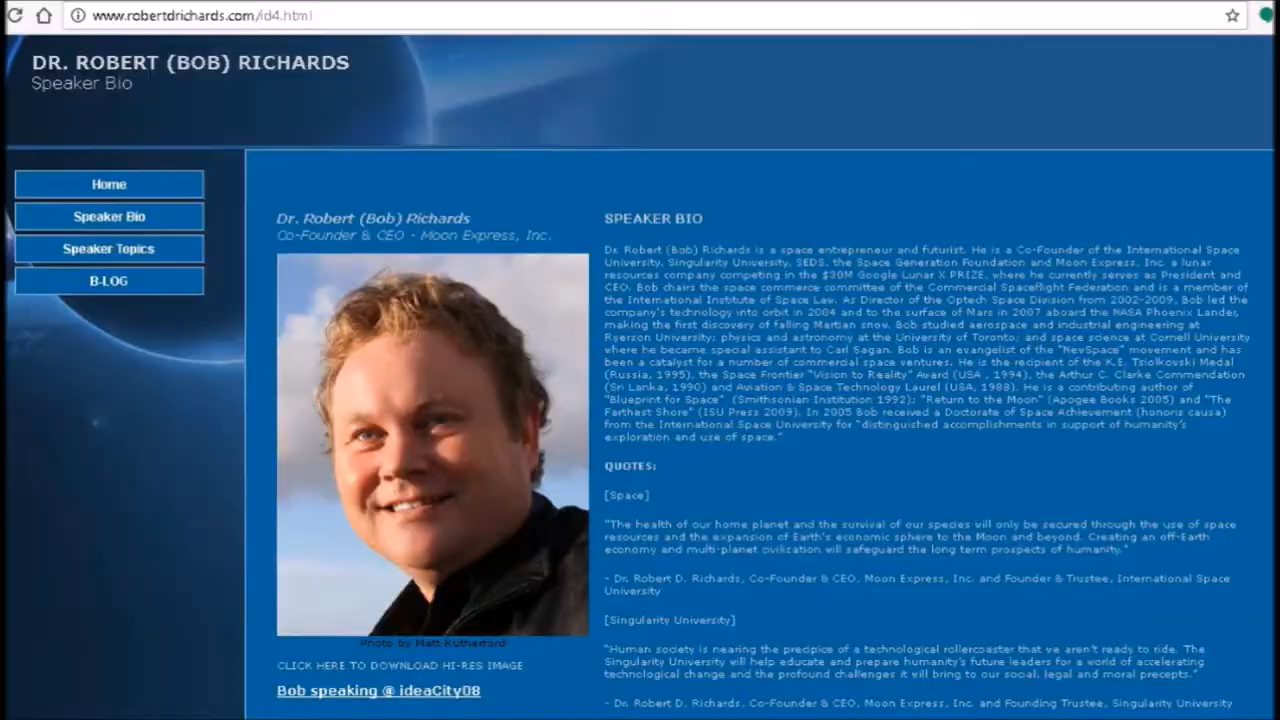 www.robertdrichards.com/id4.html
DR. ROBERT (BOB) RICHARDS
Speaker Bio
Home
Speaker Bio
Speaker Topics
B-LOG
Dr. Robert (Bob) Richards
Co-Founder & CEO - Moon Express, Inc.
Photo by Matt Rutherford
CLICK HERE TO DOWNLOAD HI-RES IMAGE
Bob speaking @ ideaCity08
SPEAKER BIO
Dr. Robert (Bob) Richards is a space entrepreneur and futurist. He is a Co-Founder of the International Space
University, Singularity University, SEDS, the Space Generation Foundation and Moon Express, Inc. a lunar
resources company competing in the $30M Google Lunar X PRIZE, where he currently serves as President and
CEO. Bob chairs the space commerce committee of the Commercial Spaceflight Federation and is a member of
the International Institute of Space Law. As Director of the Optech Space Division from 2002-2009, Bob led the
company's technology into orbit in 2004 and to the surface of Mars in 2007 aboard the NASA Phoenix Lander,
making the first discovery of falling Martian snow. Bob studied aerospace and industrial engineering at
Ryerson University; physics and astronomy at the University of Toronto; and space science at Cornell University
where he became special assistant to Carl Sagan. Bob is an evangelist of the "NewSpace" movement and has
been a catalyst for a number of commercial space ventures. He is the recipient of the K.E. Tsiolkovski Medal
(Russia, 1995), the Space Frontier "Vision to Reality" Award (USA , 1994), the Arthur C. Clarke Commendation
(Sri Lanka, 1990) and Aviation & Space Technology Laurel (USA, 1988). He is a contributing author of
"Blueprint for Space" (Smithsonian Institution 1992); "Return to the Moon" (Apogee Books 2005) and "The
Farthest Shore" (ISU Press 2009). In 2005 Bob received a Doctorate of Space Achievement (honoris causa)
from the International Space University for "distinguished accomplishments in support of humanity's
exploration and use of space."
QUOTES:
[Space]
"The health of our home planet and the survival of our species will only be secured through the use of space
resources and the expansion of Earth's economic sphere to the Moon and beyond. Creating an off-Earth
economy and multi-planet civilization will safeguard the long term prospects of humanity."
- Dr. Robert D. Richards, Co-Founder & CEO, Moon Express, Inc. and Founder & Trustee, International Space
University
[Singularity University]
"Human society is nearing the precipice of a technological rollercoaster that we aren't ready to ride. The
Singularity University will help educate and prepare humanity's future leaders for a world of accelerating
technological change and the profound challenges it will bring to our social, legal and moral precepts."
- Dr. Robert D. Richards, Co-Founder & CEO, Moon Express, Inc. and Founding Trustee, Singularity University